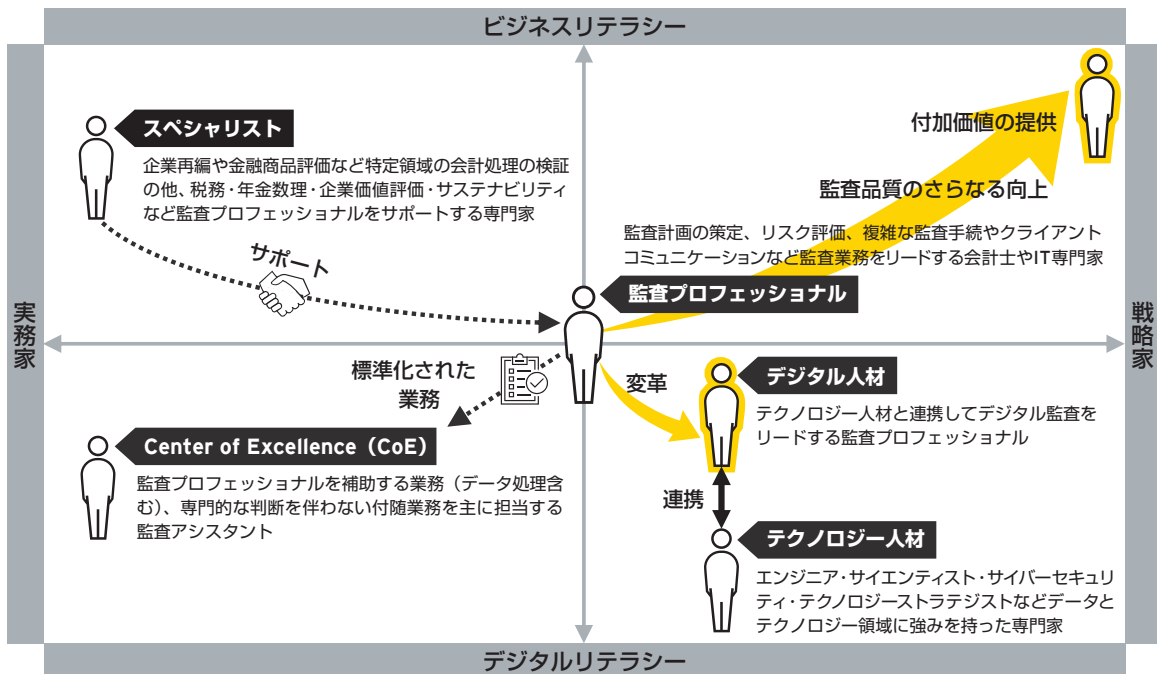 ビジネスリテラシー
実務家
戦略家
スペシャリスト
企業再編や金融商品評価など特定領域の会計処理の検証
の他、税務・年金数理・企業価値評価・サステナビリティ
など監査プロフェッショナルをサポートする専門家
サポート
付加価値の提供
監査品質のさらなる向上
監査計画の策定、リスク評価、複雑な監査手続やクライアント
コミュニケーションなど監査業務をリードする会計士やIT専門家
監査プロフェッショナル
標準化された
業務
Center of Excellence（CoE）
監査プロフェッショナルを補助する業務（データ処理含
む）、専門的な判断を伴わない付随業務を主に担当する
監査アシスタント
変革
デジタル人材
テクノロジー人材と連携してデジタル監査を
リードする監査プロフェッショナル
連携
テクノロジー人材
エンジニア・サイエンティスト・サイバーセキュリ
ティ・テクノロジーストラテジストなどデータと
テクノロジー領域に強みを持った専門家
デジタルリテラシー